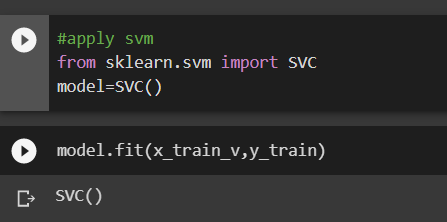 #apply svm
from sklearn.svm import SVC
model=SVC()
model.fit(x_train_v,y_train)
SVC()